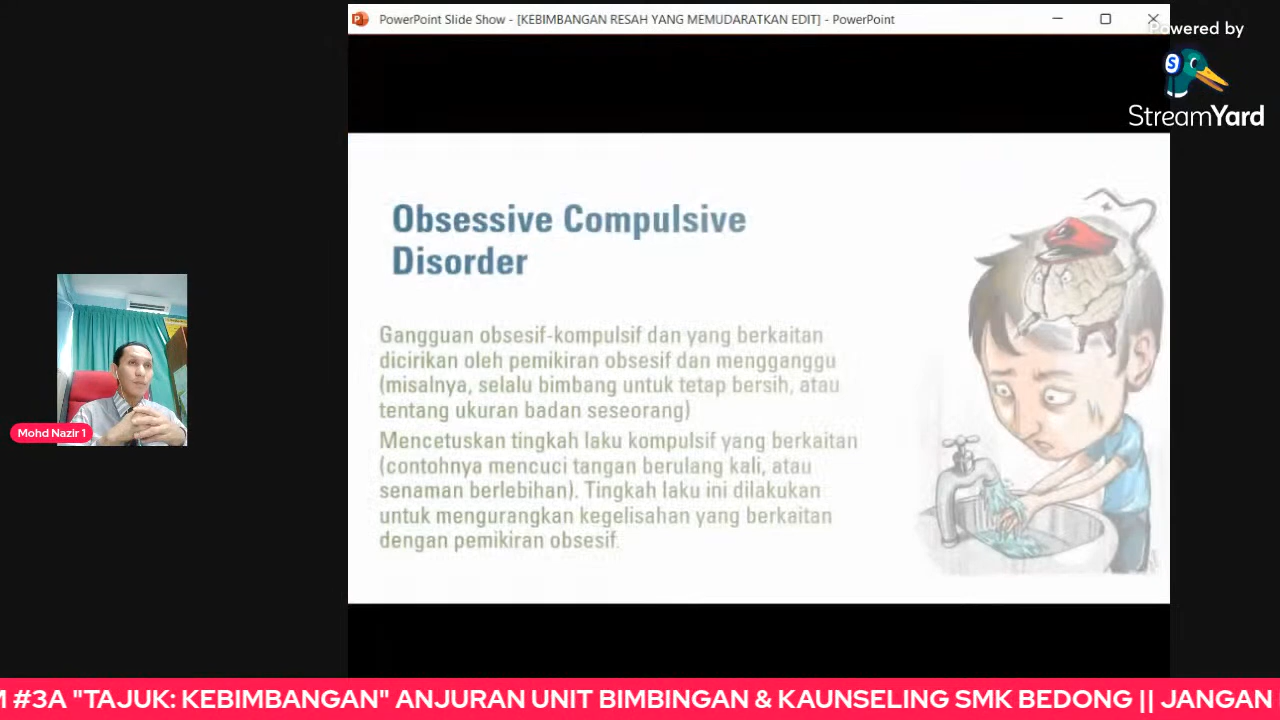 PowerPoint Slide Show - [KEBIMBANGAN RESAH YANG MEMUDARATKAN EDIT] - PowerPoint
Powered by
StreamYard
Obsessive Compulsive
Disorder
Gangguan obsesif-kompulsif dan yang berkaitan
dicirikan oleh pemikiran obsesif dan mengganggu
(misalnya, selalu bimbang untuk tetap bersih, atau
tentang ukuran badan seseorang)
Mencetuskan tingkah laku kompulsif yang berkaitan
(contohnya mencuci tangan berulang kali, atau
senaman berlebihan). Tingkah laku ini dilakukan
untuk mengurangkan kegelisahan yang berkaitan
dengan pemikiran obsesif.
Mohd Nazir 1
#3A "TAJUK: KEBIMBANGAN" ANJURAN UNIT BIMBINGAN & KAUNSELING SMK BEDONG || JANGAN